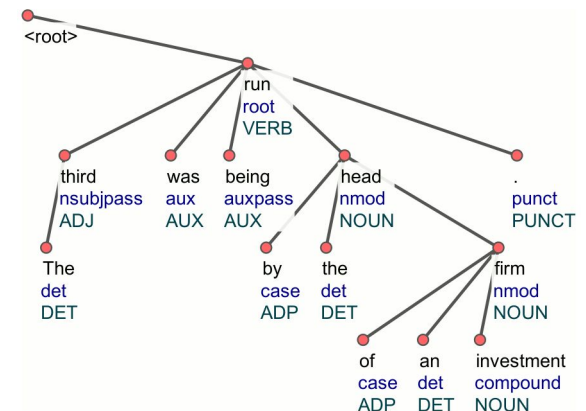 <root>
run
root
VERB
third was being head .
nsubjpass aux auxpass nmod punct
ADJ AUX AUX NOUN PUNCT
The by the firm
det case det nmod
DET ADP DET NOUN
of an investment
case det compound
ADP DET NOUN